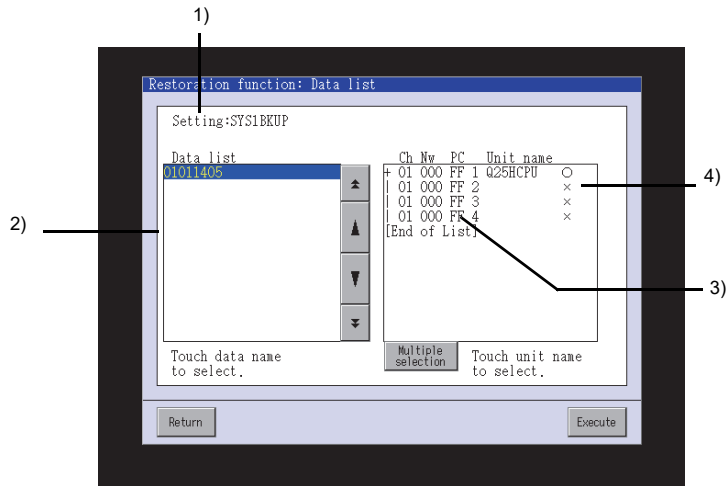 1)
Restoration function: Data list
Setting:SYS1BKUP
Data list
01011405
Ch Nw PC Unit name
+ 01 000 FF 1 Q25HCPU ○
| 01 000 FF 2 ×
| 01 000 FF 3 ×
| 01 000 FF 4 ×
[End of List]
4)
2)
3)
Touch data name
to select.
Multiple
selection
Touch unit name
to select.
Return
Execute